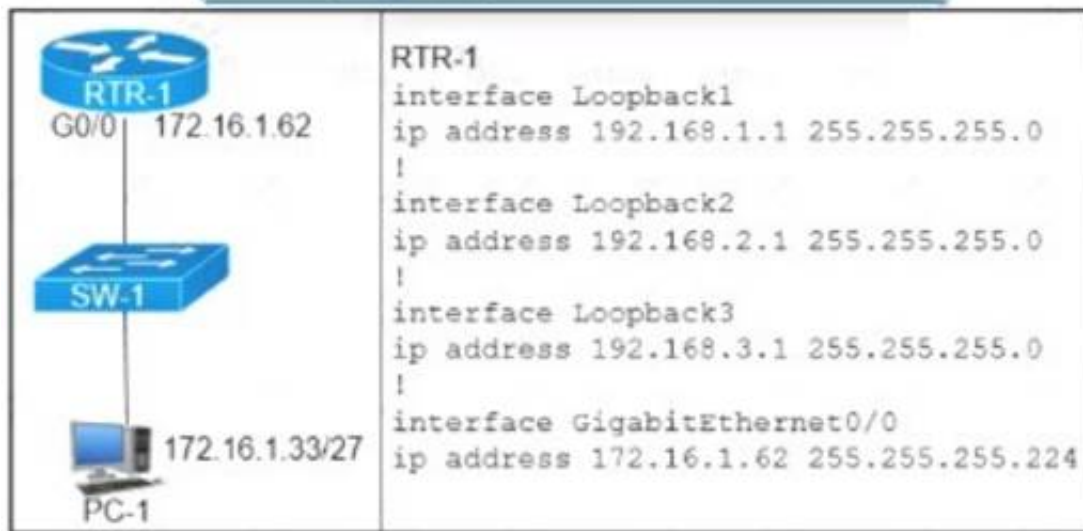 RTR-1
G0/0 172.16.1.62
SW-1
172.16.1.33/27
PC-1
RTR-1
interface Loopback1
ip address 192.168.1.1 255.255.255.0
!
interface Loopback2
ip address 192.168.2.1 255.255.255.0
!
interface Loopback3
ip address 192.168.3.1 255.255.255.0
!
interface GigabitEthernet0/0
ip address 172.16.1.62 255.255.255.224